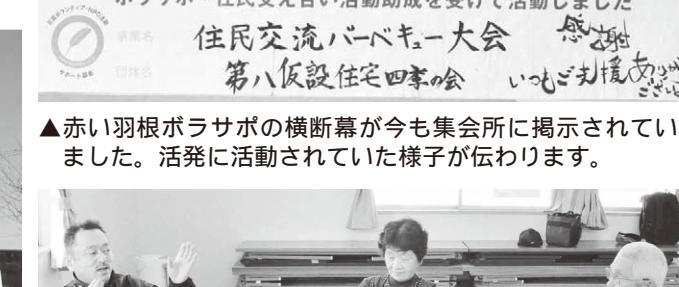 ボラサポ・住民支え合い活動助成を受けて活動しました
事業名 住民交流バーベキュー大会 感謝
団体名 第八仮設住宅四季の会 いつもご支援ありがとうございます
サポート募金
▲赤い羽根ボラサポの横断幕が今も集会所に掲示されてい
ました。活発に活動されていた様子が伝わります。